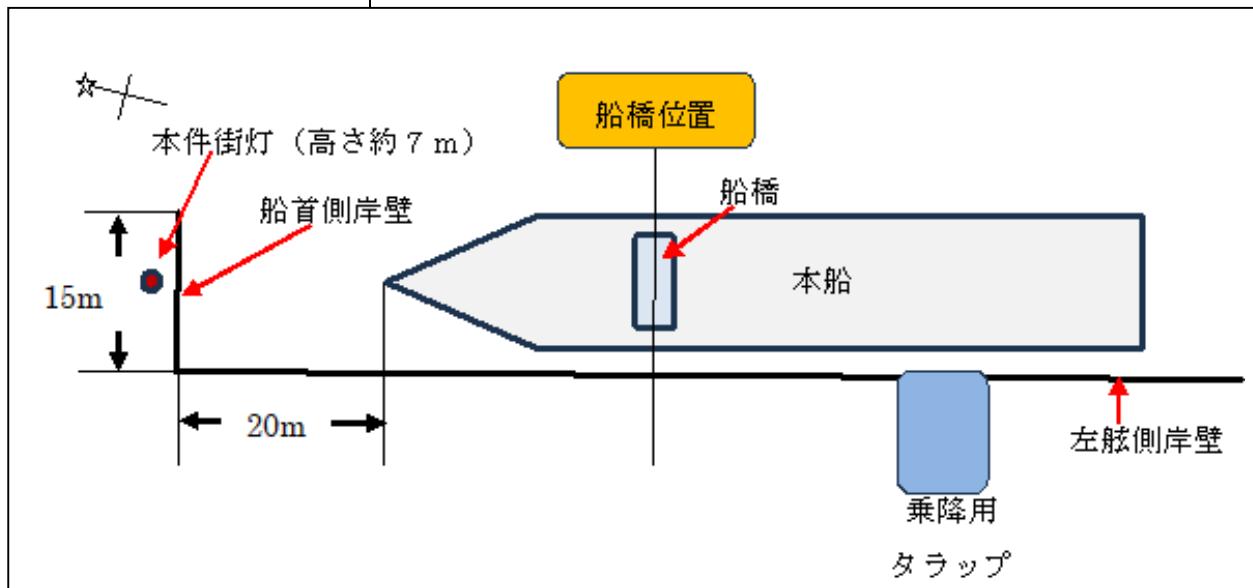 船橋位置
本件街灯（高さ約７ｍ）
船橋
船首側岸壁
本船
15m
20m
左舷側岸壁
乗降用
タラップ